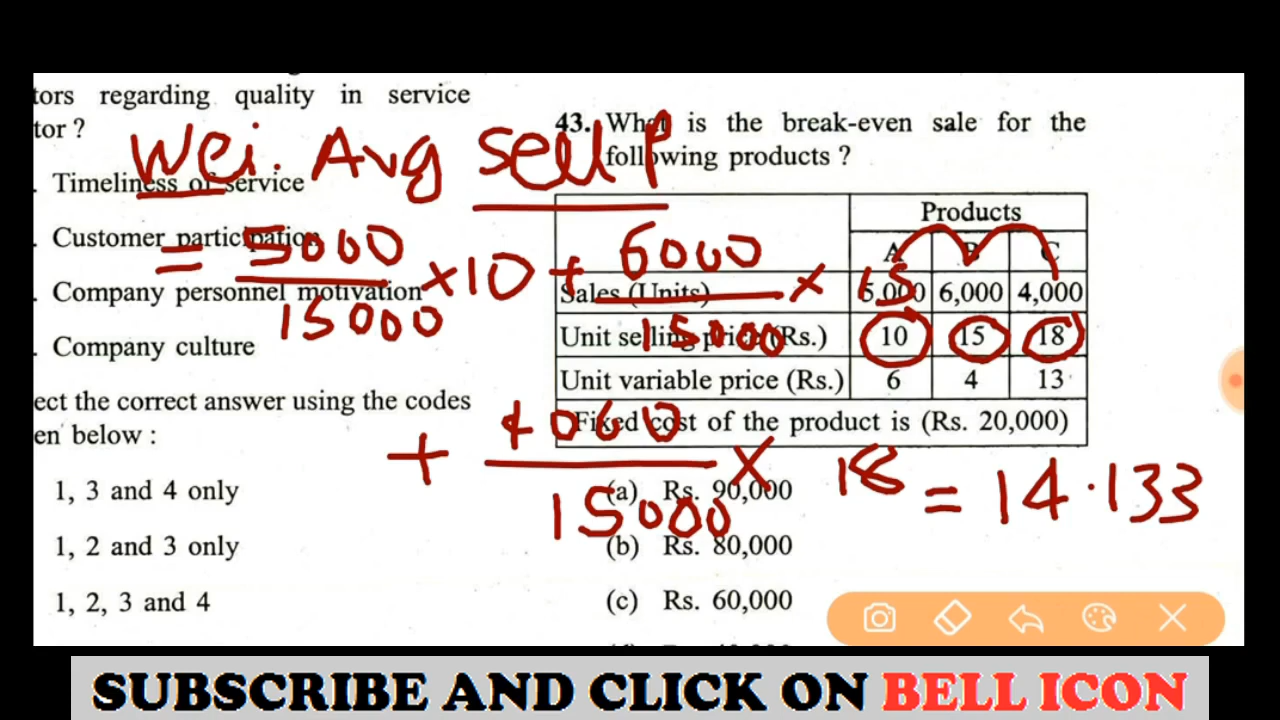 tors regarding quality in service
tor ?
Timeliness of service
Customer participation
Company personnel motivation
Company culture
ect the correct answer using the codes
en below :
1, 3 and 4 only
1, 2 and 3 only
1, 2, 3 and 4
43. What is the break-even sale for the
following products ?
Products
A B C
Sales (Units) 5,000 6,000 4,000
Unit selling price (Rs.) 10 15 18
Unit variable price (Rs.) 6 4 13
Fixed cost of the product is (Rs. 20,000)
(a) Rs. 90,000
(b) Rs. 80,000
(c) Rs. 60,000
Wei. Avg sell P
= 5000 × 10 + 6000 × 15
15000 15000
+ 4000 × 18 = 14.133
15000
SUBSCRIBE AND CLICK ON BELL ICON